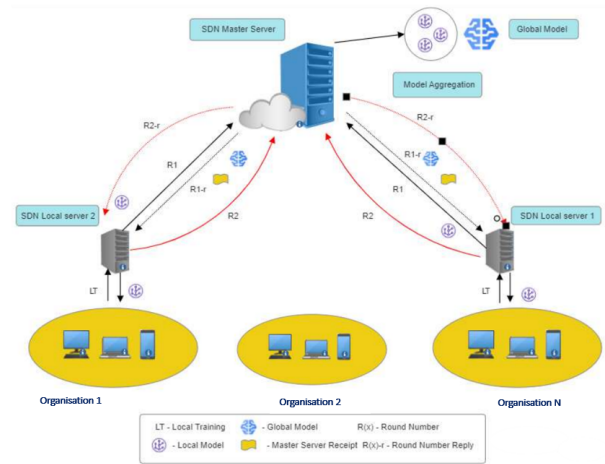 SDN Master Server
Global Model
Model Aggregation
R2-r
R2-r
R1
R1-r
R1-r
R1
SDN Local server 2
R2
R2
SDN Local server 1
LT
LT
Organisation 1
Organisation 2
Organisation N
LT - Local Training
- Global Model
R(x) - Round Number
- Local Model
- Master Server Receipt
R(x)-r - Round Number Reply